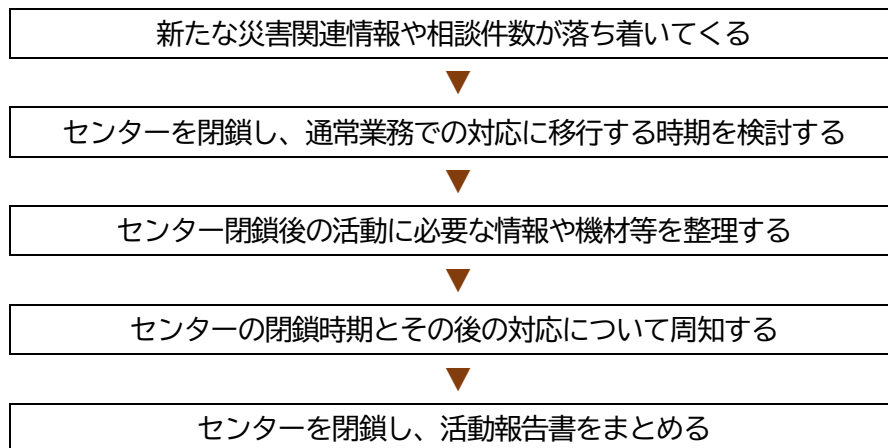 新たな災害関連情報や相談件数が落ち着いてくる
センターを閉鎖し、通常業務での対応に移行する時期を検討する
センター閉鎖後の活動に必要な情報や機材等を整理する
センターの閉鎖時期とその後の対応について周知する
センターを閉鎖し、活動報告書をまとめる